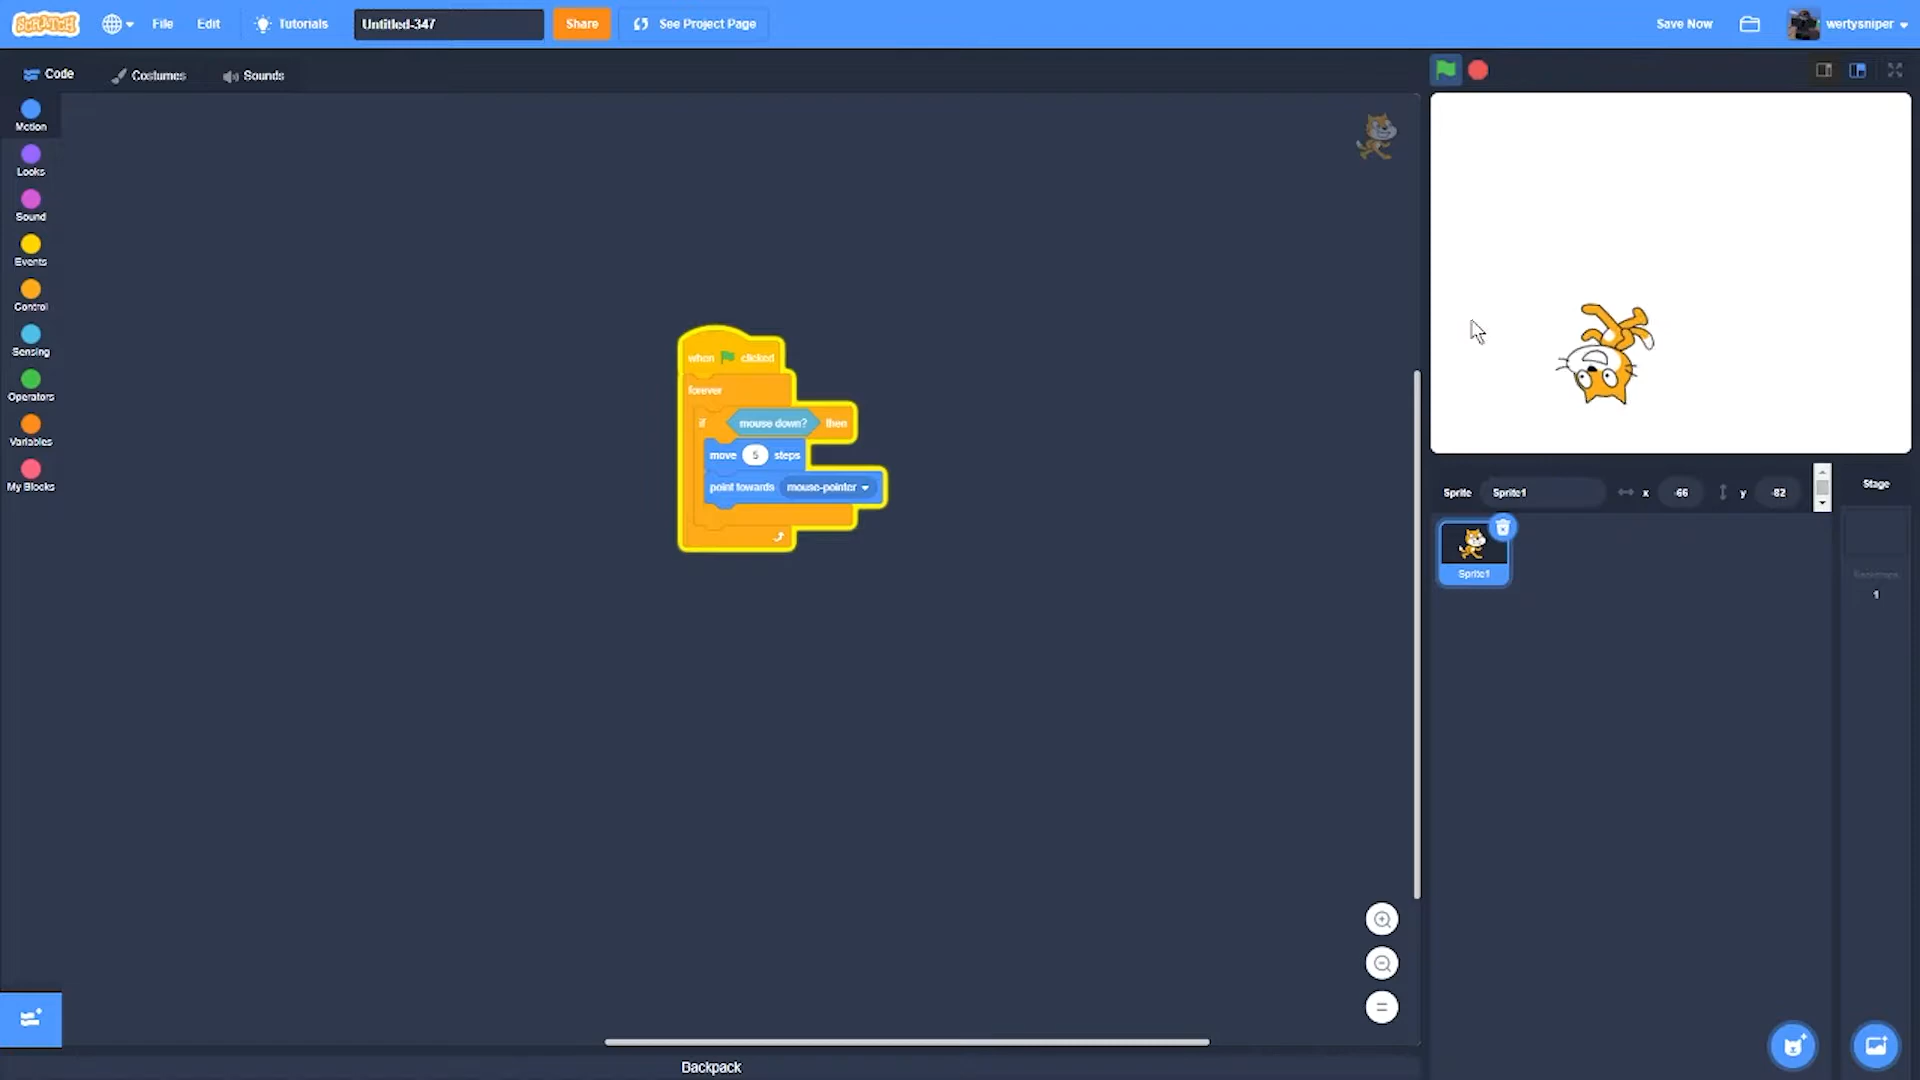 SCRATCH File Edit Tutorials Untitled-347 Share See Project Page Save Now wertysniper
Code Costumes Sounds
Motion
Looks
Sound
Events
Control
Sensing
Operators
Variables
My Blocks
when clicked
forever
if mouse down? then
move 5 steps
point towards mouse-pointer
Sprite Sprite1 x -66 y -82
Sprite1
Stage
Backdrops
1
Backpack